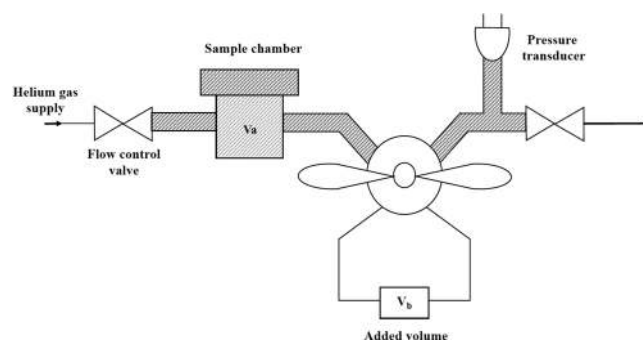 Sample chamber
Pressure
transducer
Helium gas
supply
Va
Flow control
valve
Vb
Added volume